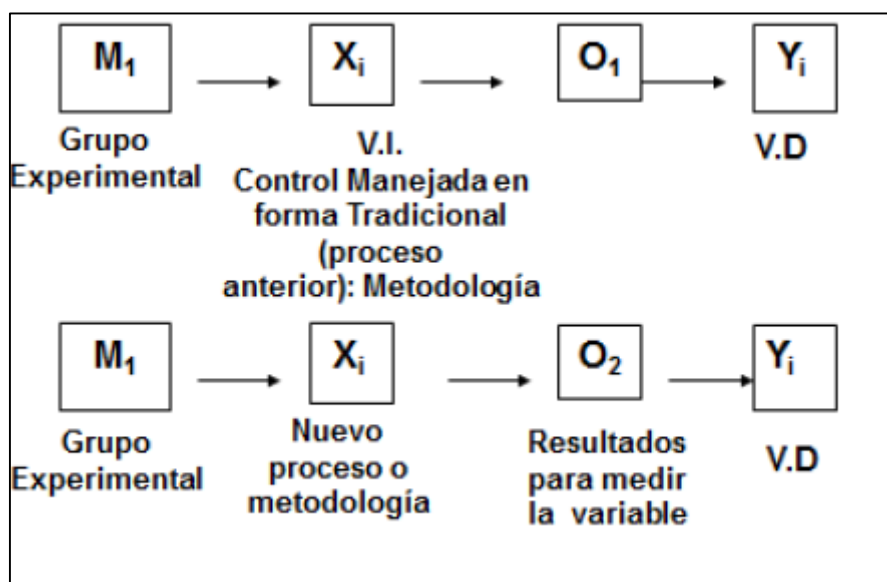 M₁
Xᵢ
O₁
Yᵢ
Grupo
Experimental
V.I.
Control Manejada en
forma Tradicional
(proceso
anterior): Metodología
V.D
M₁
Xᵢ
O₂
Yᵢ
Grupo
Experimental
Nuevo
proceso o
metodología
Resultados
para medir
la variable
V.D